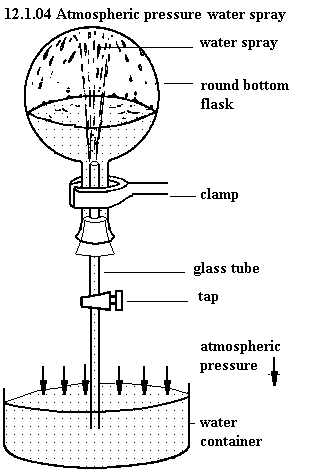 12.1.04 Atmospheric pressure water spray
water spray
round bottom
flask
clamp
glass tube
tap
atmospheric
pressure
water
container